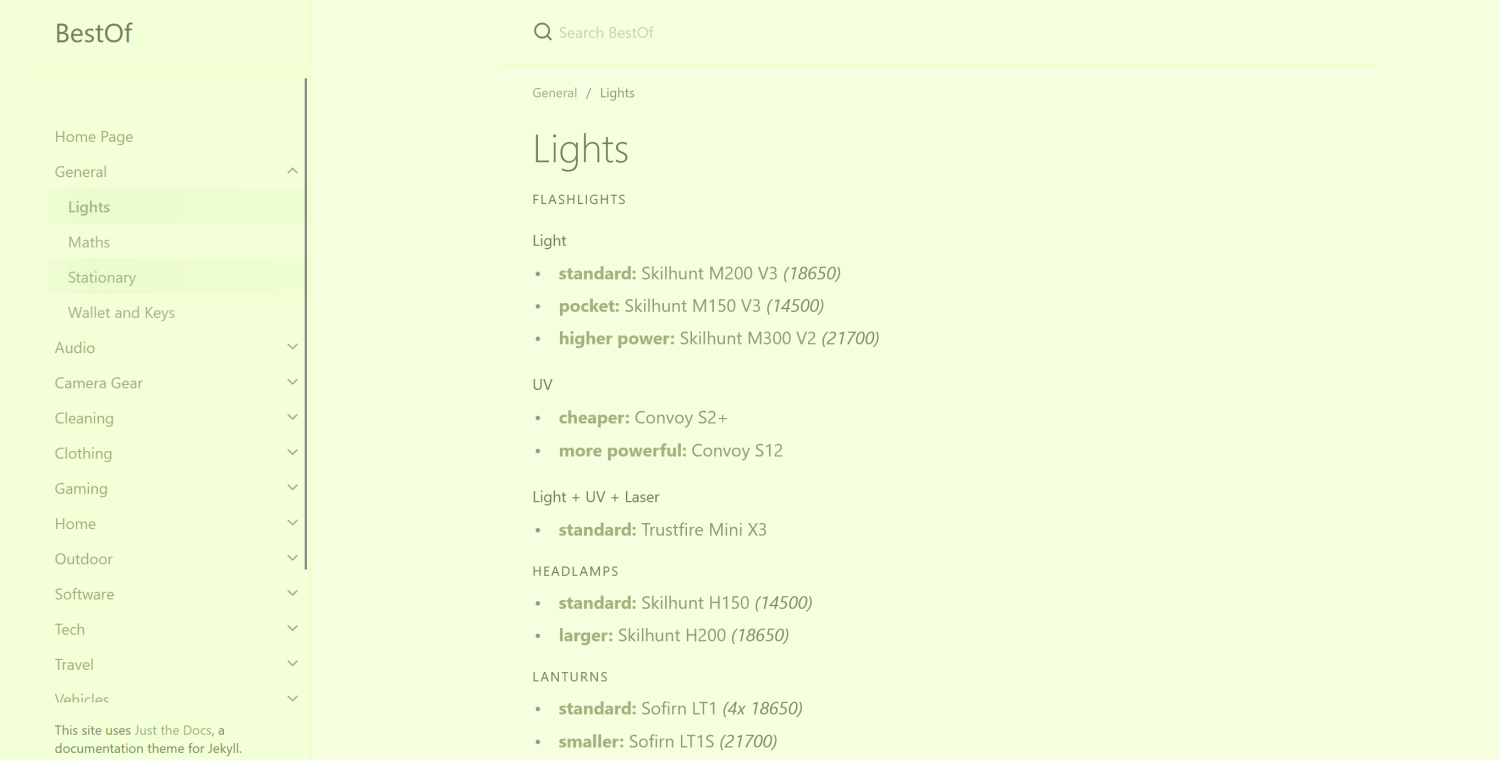 BestOf
Search BestOf
Home Page
General
Lights
Maths
Stationary
Wallet and Keys
Audio
Camera Gear
Cleaning
Clothing
Gaming
Home
Outdoor
Software
Tech
Travel
Vehicles
This site uses Just the Docs, a
documentation theme for Jekyll.
General / Lights
Lights
FLASHLIGHTS
Light
• standard: Skilhunt M200 V3 (18650)
• pocket: Skilhunt M150 V3 (14500)
• higher power: Skilhunt M300 V2 (21700)
UV
• cheaper: Convoy S2+
• more powerful: Convoy S12
Light + UV + Laser
• standard: Trustfire Mini X3
HEADLAMPS
• standard: Skilhunt H150 (14500)
• larger: Skilhunt H200 (18650)
LANTURNS
• standard: Sofirn LT1 (4x 18650)
• smaller: Sofirn LT1S (21700)